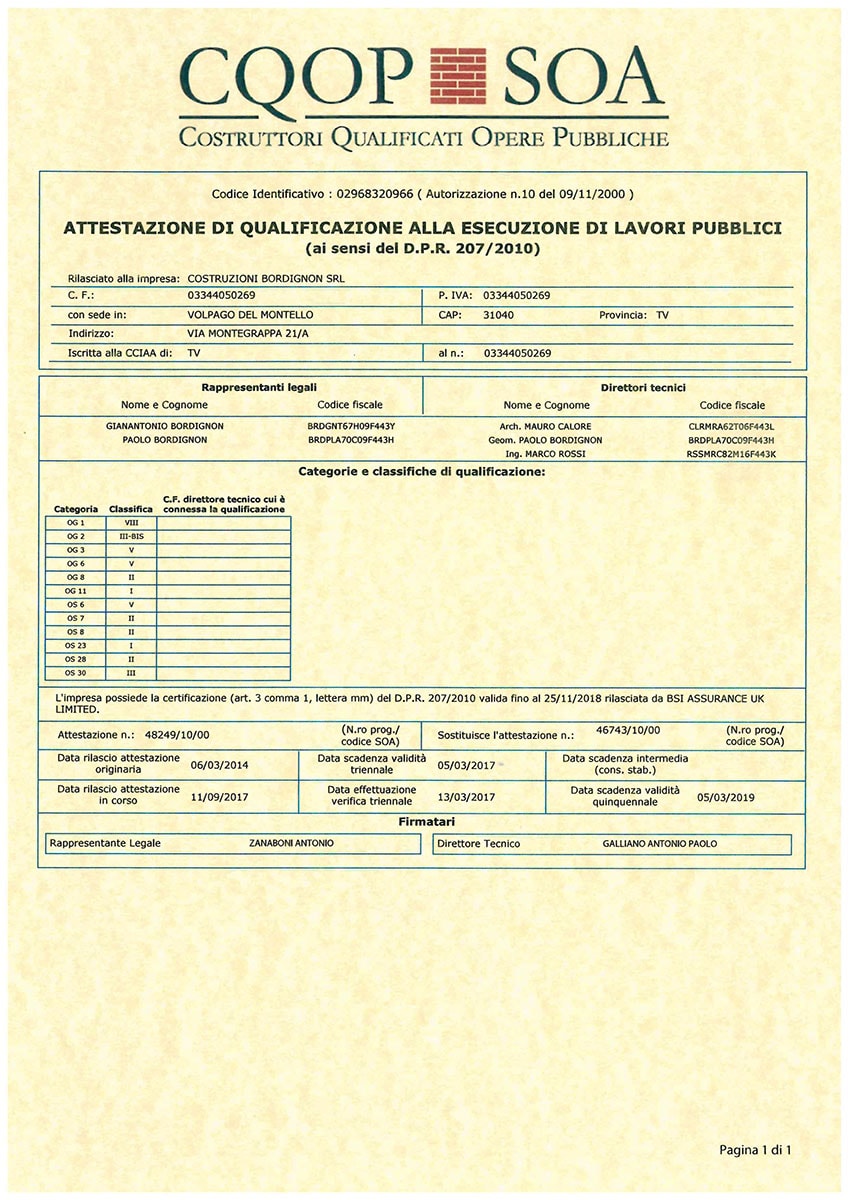 CQOP SOA
COSTRUTTORI QUALIFICATI OPERE PUBBLICHE
Codice Identificativo : 02968320966 ( Autorizzazione n.10 del 09/11/2000 )
ATTESTAZIONE DI QUALIFICAZIONE ALLA ESECUZIONE DI LAVORI PUBBLICI
(ai sensi del D.P.R. 207/2010)
Rilasciato alla impresa: COSTRUZIONI BORDIGNON SRL
C. F.: 03344050269 P. IVA: 03344050269
con sede in: VOLPAGO DEL MONTELLO CAP: 31040 Provincia: TV
Indirizzo: VIA MONTEGRAPPA 21/A
Iscritta alla CCIAA di: TV al n.: 03344050269
Rappresentanti legali Direttori tecnici
Nome e Cognome Codice fiscale Nome e Cognome Codice fiscale
GIANANTONIO BORDIGNON BRDGNT67H09F443Y Arch. MAURO CALORE CLRMRA62T06F443L
PAOLO BORDIGNON BRDPLA70C09F443H Geom. PAOLO BORDIGNON BRDPLA70C09F443H
Ing. MARCO ROSSI RSSMRC82M16F443K
Categorie e classifiche di qualificazione:
Categoria Classifica C.F. direttore tecnico cui è connessa la qualificazione
OG 1 VIII
OG 2 III-BIS
OG 3 V
OG 6 V
OG 8 II
OG 11 I
OS 6 V
OS 7 II
OS 8 II
OS 23 I
OS 28 II
OS 30 III
L'impresa possiede la certificazione (art. 3 comma 1, lettera mm) del D.P.R. 207/2010 valida fino al 25/11/2018 rilasciata da BSI ASSURANCE UK
LIMITED.
Attestazione n.: 48249/10/00 (N.ro prog./ codice SOA) Sostituisce l'attestazione n.: 46743/10/00 (N.ro prog./ codice SOA)
Data rilascio attestazione originaria 06/03/2014 Data scadenza validità triennale 05/03/2017 Data scadenza intermedia (cons. stab.)
Data rilascio attestazione in corso 11/09/2017 Data effettuazione verifica triennale 13/03/2017 Data scadenza validità quinquennale 05/03/2019
Firmatari
Rappresentante Legale ZANABONI ANTONIO Direttore Tecnico GALLIANO ANTONIO PAOLO
Pagina 1 di 1